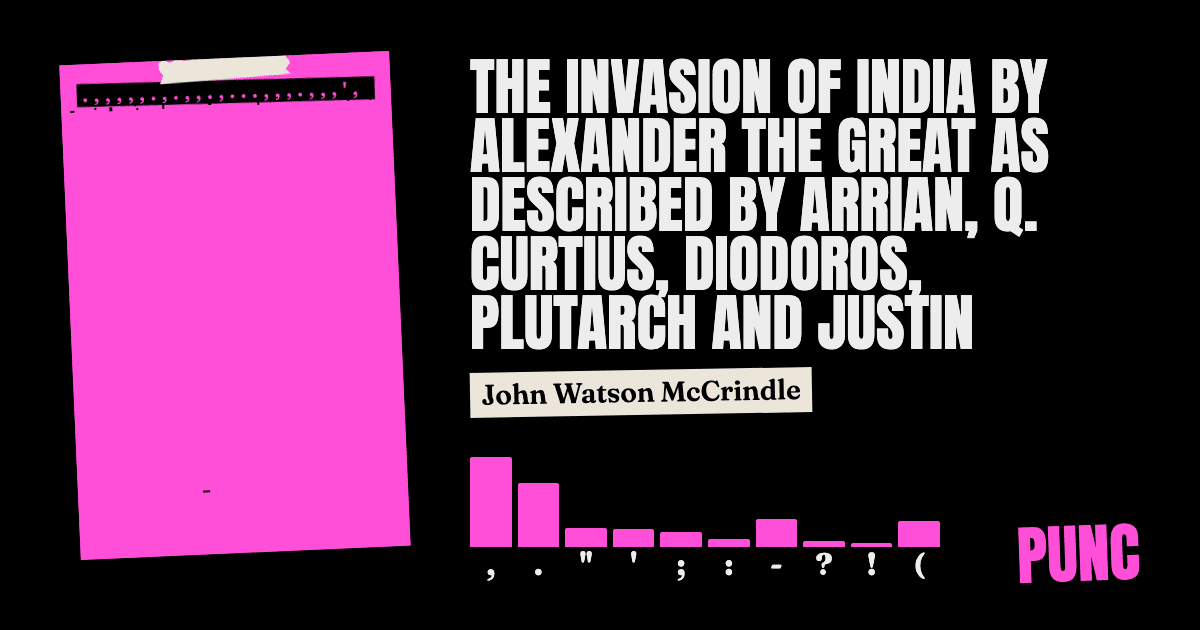 THE INVASION OF INDIA BY
ALEXANDER THE GREAT AS
DESCRIBED BY ARRIAN, Q.
CURTIUS, DIODOROS,
PLUTARCH AND JUSTIN
John Watson McCrindle
, . " ' ; : - ? ! (
PUNC